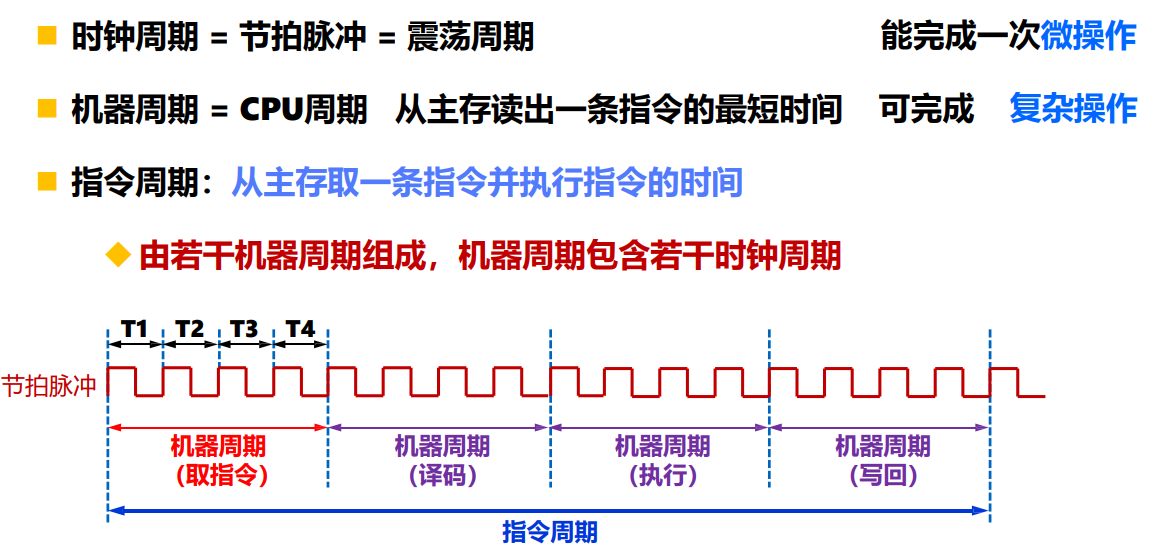 时钟周期 = 节拍脉冲 = 震荡周期 能完成一次微操作
机器周期 = CPU周期 从主存读出一条指令的最短时间 可完成 复杂操作
指令周期：从主存取一条指令并执行指令的时间
由若干机器周期组成，机器周期包含若干时钟周期
T1 T2 T3 T4
节拍脉冲
机器周期 机器周期 机器周期 机器周期
（取指令） （译码） （执行） （写回）
指令周期